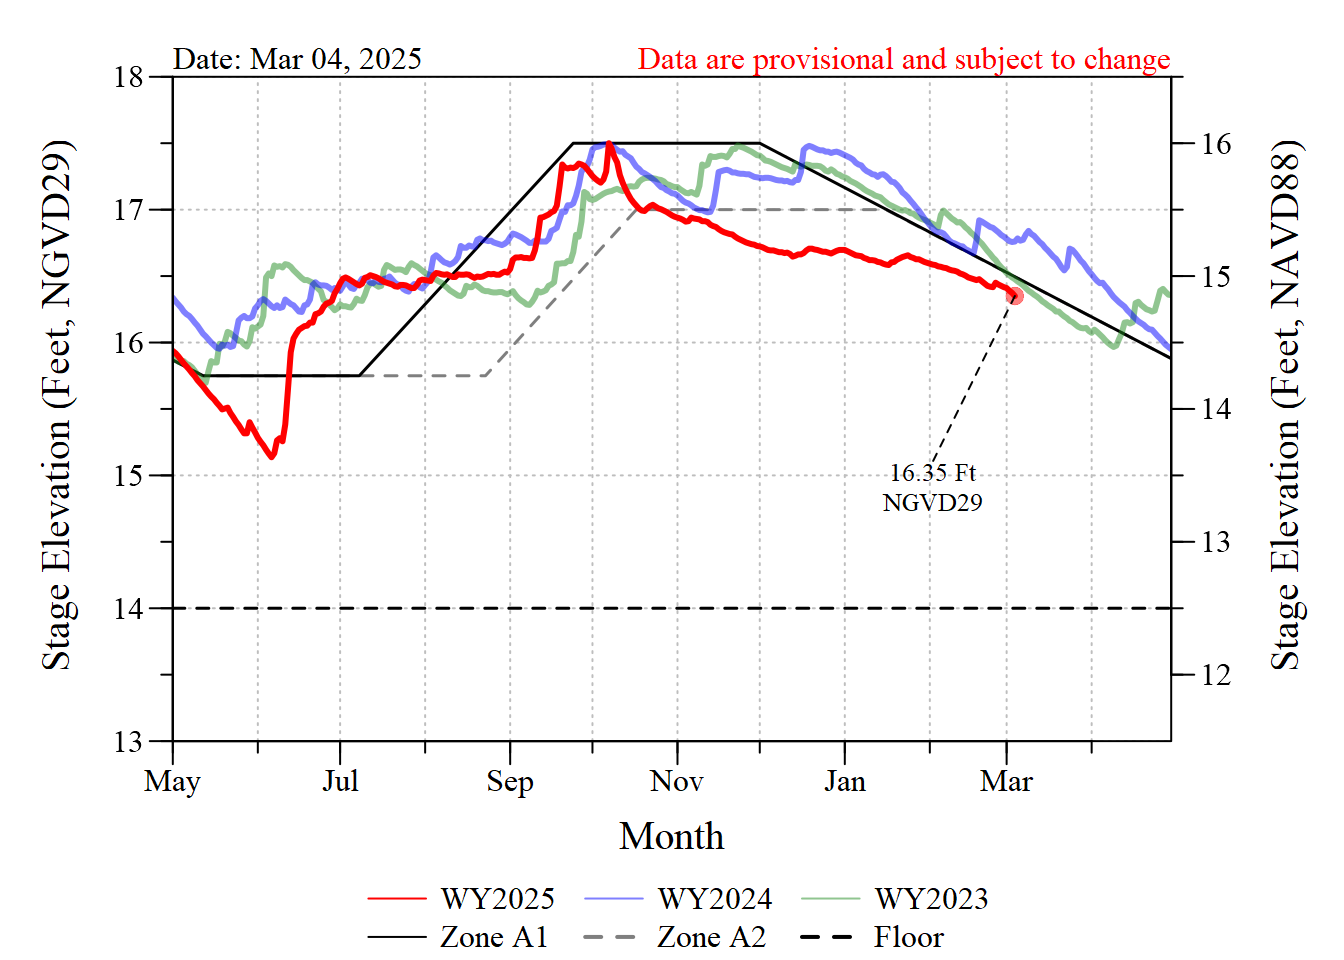 Date: Mar 04, 2025
Data are provisional and subject to change
18
17
16
15
14
13
Stage Elevation (Feet, NGVD29)
16
15
14
13
12
Stage Elevation (Feet, NAVD88)
16.35 Ft
NGVD29
May Jul Sep Nov Jan Mar
Month
WY2025 WY2024 WY2023
Zone A1 Zone A2 Floor